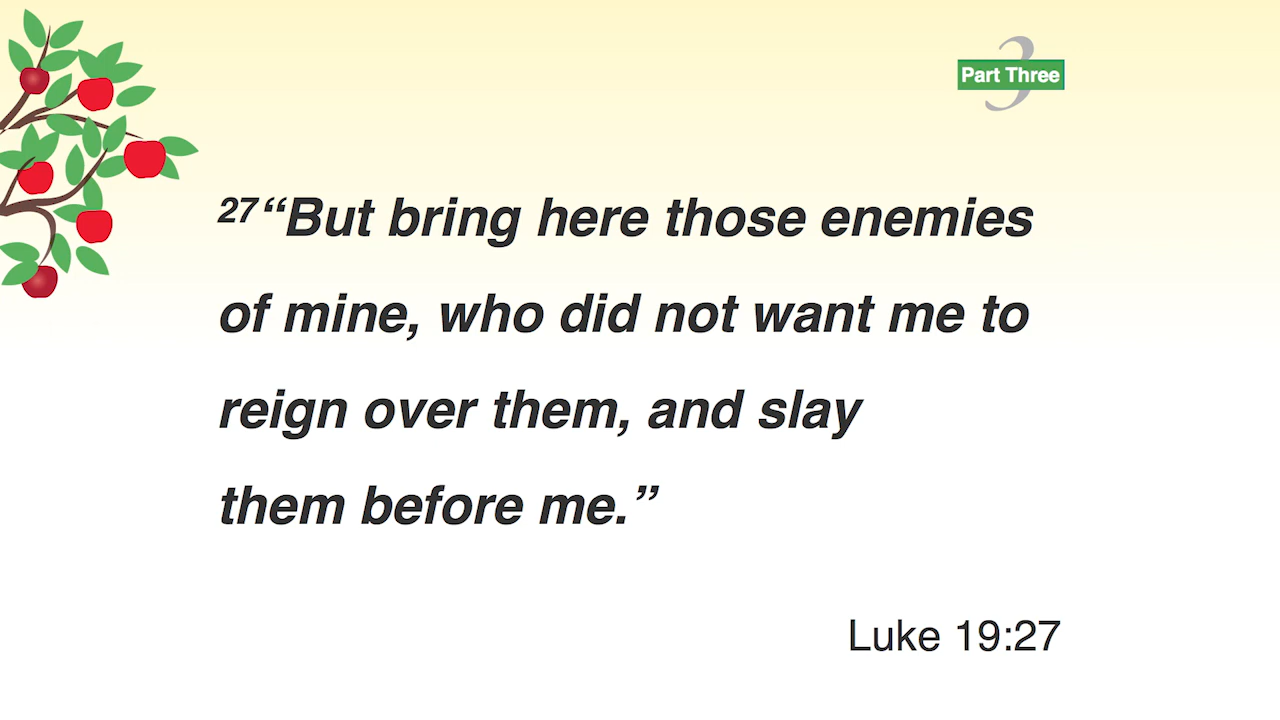 3
Part Three
27“But bring here those enemies
of mine, who did not want me to
reign over them, and slay
them before me.”
Luke 19:27